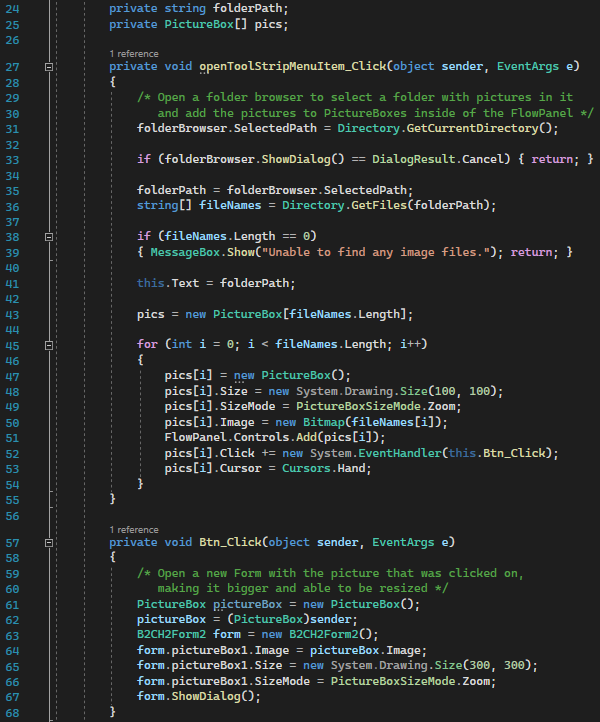 24 private string folderPath;
25 private PictureBox[] pics;
26
1 reference
27 private void openToolStripMenuItem_Click(object sender, EventArgs e)
28 {
29 /* Open a folder browser to select a folder with pictures in it
30 and add the pictures to PictureBoxes inside of the FlowPanel */
31 folderBrowser.SelectedPath = Directory.GetCurrentDirectory();
32
33 if (folderBrowser.ShowDialog() == DialogResult.Cancel) { return; }
34
35 folderPath = folderBrowser.SelectedPath;
36 string[] fileNames = Directory.GetFiles(folderPath);
37
38 if (fileNames.Length == 0)
39 { MessageBox.Show("Unable to find any image files."); return; }
40
41 this.Text = folderPath;
42
43 pics = new PictureBox[fileNames.Length];
44
45 for (int i = 0; i < fileNames.Length; i++)
46 {
47 pics[i] = new PictureBox();
48 pics[i].Size = new System.Drawing.Size(100, 100);
49 pics[i].SizeMode = PictureBoxSizeMode.Zoom;
50 pics[i].Image = new Bitmap(fileNames[i]);
51 FlowPanel.Controls.Add(pics[i]);
52 pics[i].Click += new System.EventHandler(this.Btn_Click);
53 pics[i].Cursor = Cursors.Hand;
54 }
55 }
56
1 reference
57 private void Btn_Click(object sender, EventArgs e)
58 {
59 /* Open a new Form with the picture that was clicked on,
60 making it bigger and able to be resized */
61 PictureBox pictureBox = new PictureBox();
62 pictureBox = (PictureBox)sender;
63 B2CH2Form2 form = new B2CH2Form2();
64 form.pictureBox1.Image = pictureBox.Image;
65 form.pictureBox1.Size = new System.Drawing.Size(300, 300);
66 form.pictureBox1.SizeMode = PictureBoxSizeMode.Zoom;
67 form.ShowDialog();
68 }